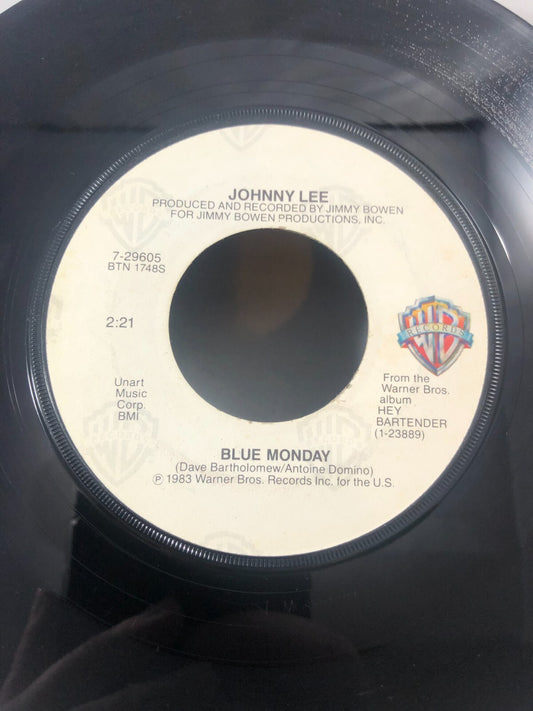 JOHNNY LEE
PRODUCED AND RECORDED BY JIMMY BOWEN
FOR JIMMY BOWEN PRODUCTIONS, INC.
7-29605
BTN 1748S
2:21
WB
RECORDS
Unart
Music
Corp.
BMI
From the
Warner Bros.
album
HEY
BARTENDER
(1-23889)
BLUE MONDAY
(Dave Bartholomew/Antoine Domino)
℗ 1983 Warner Bros. Records Inc. for the U.S.